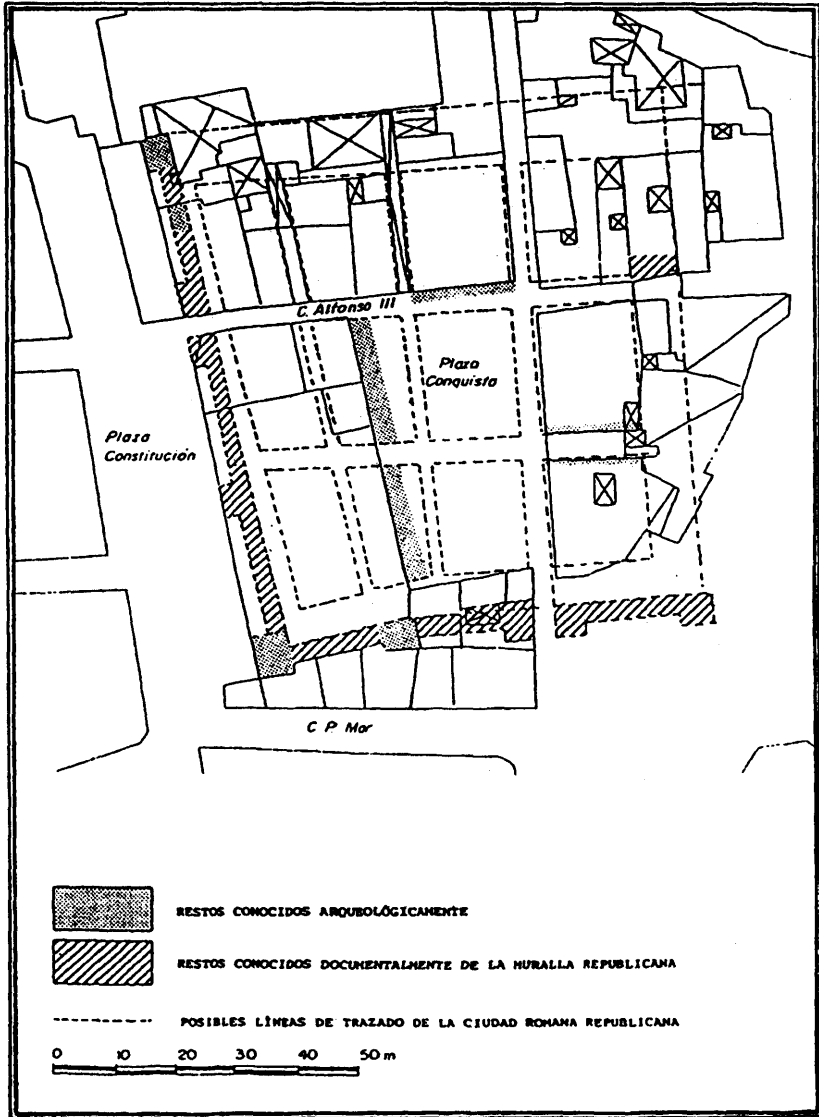 C. Alfonso III
Plaza
Conquista
Plaza
Constitución
C P. Mar
RESTOS CONOCIDOS ARQUEOLÓGICAMENTE
RESTOS CONOCIDOS DOCUMENTALMENTE DE LA MURALLA REPUBLICANA
POSIBLES LÍNEAS DE TRAZADO DE LA CIUDAD ROMANA REPUBLICANA
0 10 20 30 40 50 m